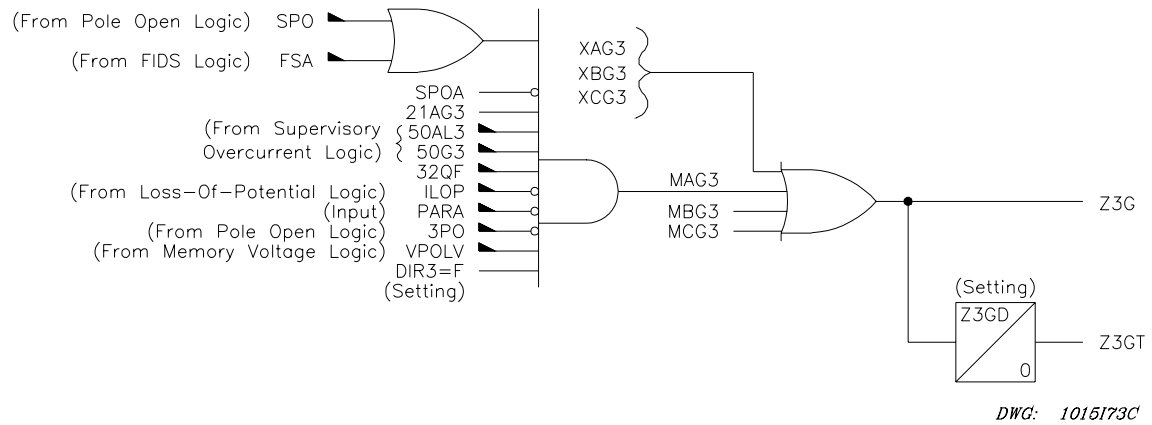 (From Pole Open Logic) SPO
(From FIDS Logic) FSA
SPOA
21AG3
(From Supervisory 50AL3
Overcurrent Logic) 50G3
32QF
(From Loss-Of-Potential Logic) ILOP
(Input) PARA
(From Pole Open Logic) 3PO
(From Memory Voltage Logic) VPOLV
DIR3=F
(Setting)
XAG3
XBG3
XCG3
MAG3
MBG3
MCG3
Z3G
(Setting)
Z3GD
0
Z3GT
DWG: 1015I73C